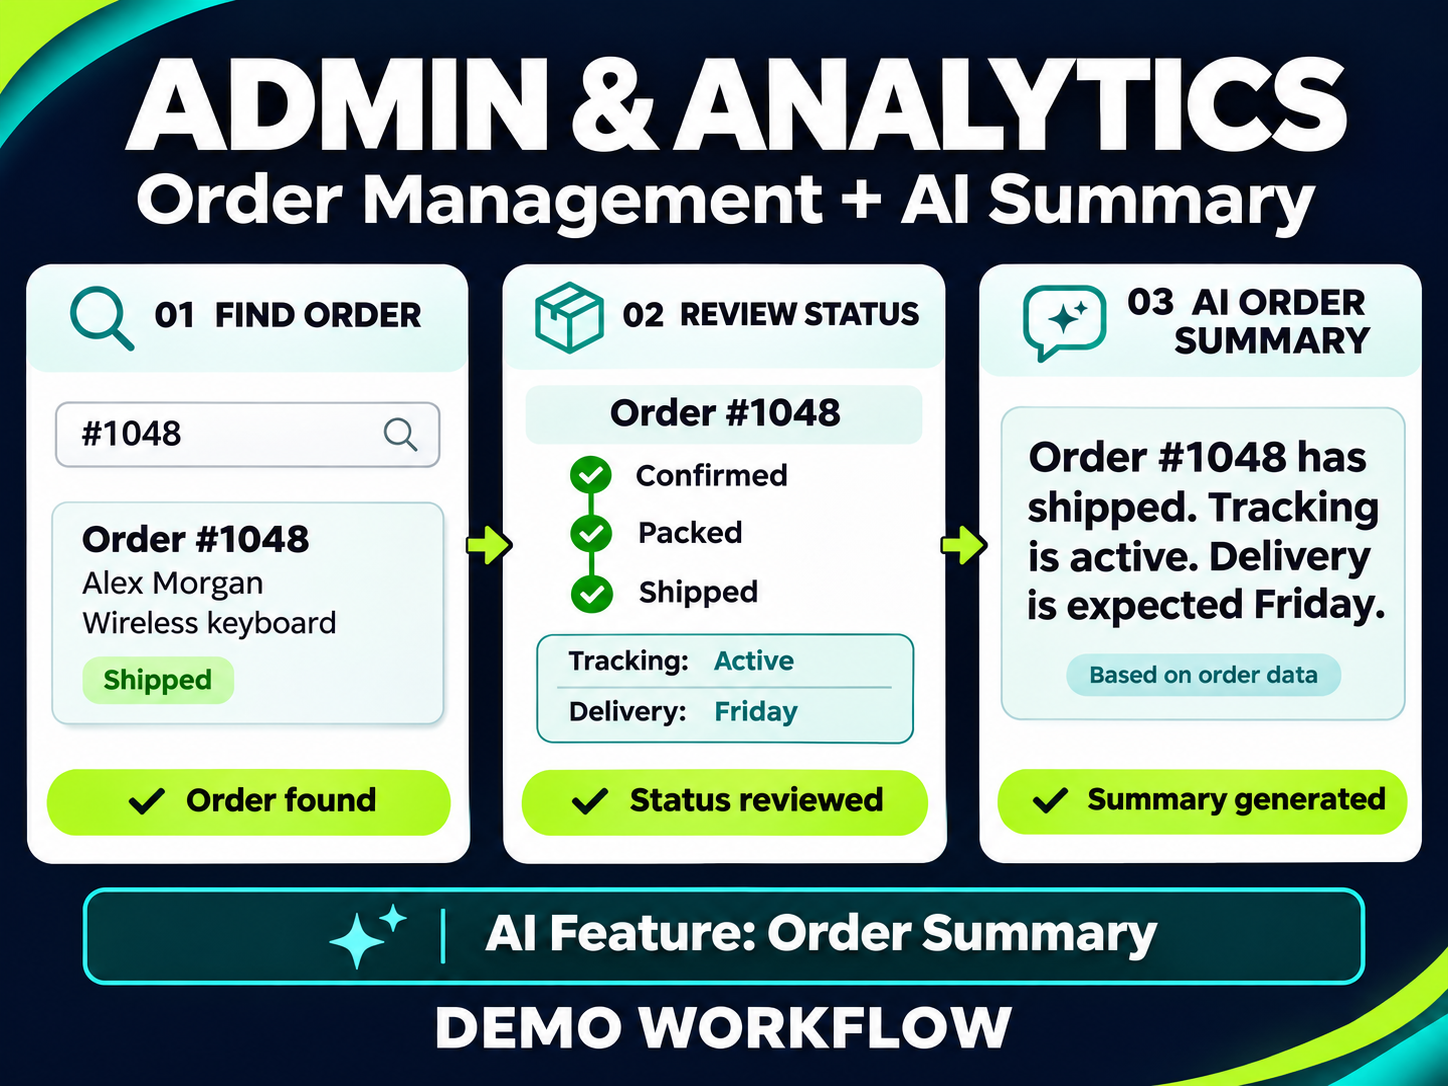 ADMIN & ANALYTICS
Order Management + AI Summary
01 FIND ORDER
#1048
Order #1048
Alex Morgan
Wireless keyboard
Shipped
Order found
02 REVIEW STATUS
Order #1048
Confirmed
Packed
Shipped
Tracking: Active
Delivery: Friday
Status reviewed
03 AI ORDER
SUMMARY
Order #1048 has
shipped. Tracking
is active. Delivery
is expected Friday.
Based on order data
Summary generated
AI Feature: Order Summary
DEMO WORKFLOW